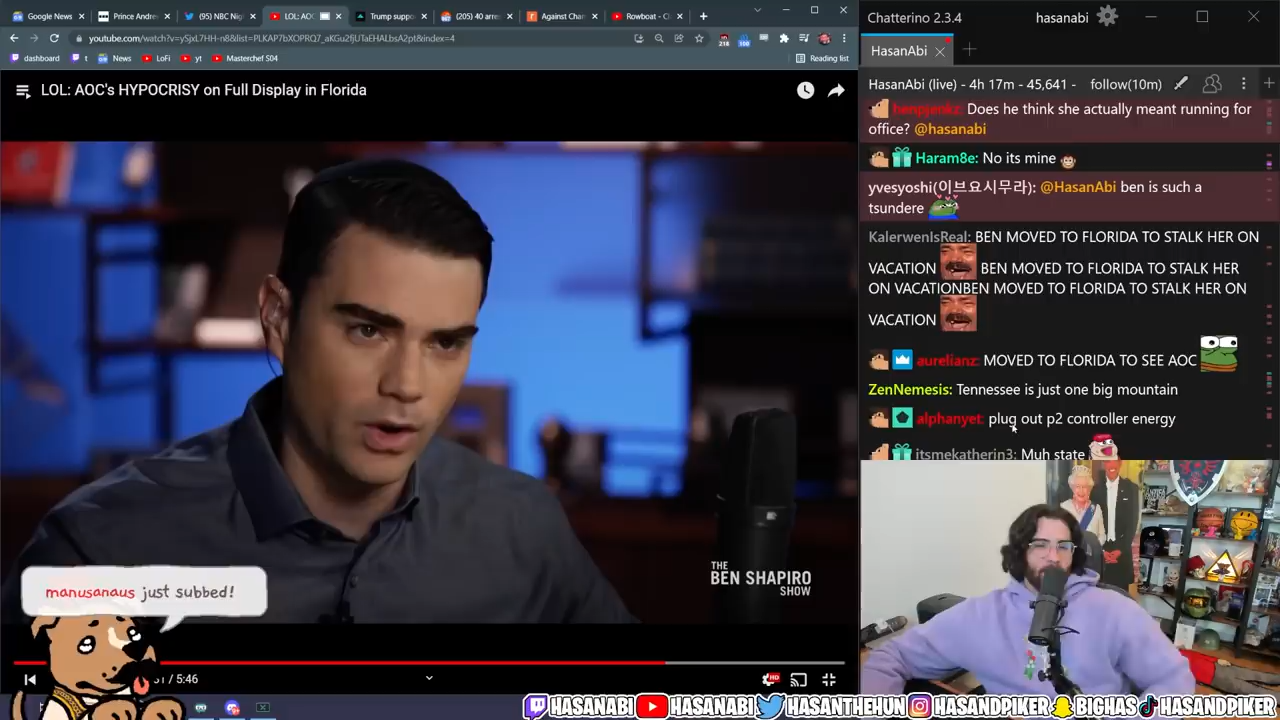 Google News
Prince Andre
(95) NBC Nig
LOL: AO
Trump supp
(205) 40 arre
Against Chan
Rowboat - C
youtube.com/watch?v=ySjxL7HH-n8&list=PLKAP7bXOPRQ7_aKGu2fjUTaEHALbsA2pt&index=4
218
100
dashboard
t
News
LoFi
yt
Masterchef S04
Reading list
LOL: AOC's HYPOCRISY on Full Display in Florida
THE
BEN SHAPIRO
SHOW
manusanaus just subbed!
/ 5:46
HD
Chatterino 2.3.4
hasanabi
HasanAbi
HasanAbi (live) - 4h 17m - 45,641 -
follow(10m)
benpjenkz: Does he think she actually meant running for
office? @hasanabi
Haram8e: No its mine
yvesyoshi(이브요시무라): @HasanAbi ben is such a
tsundere
KalerwenIsReal: BEN MOVED TO FLORIDA TO STALK HER ON
VACATION BEN MOVED TO FLORIDA TO STALK HER
ON VACATIONBEN MOVED TO FLORIDA TO STALK HER ON
VACATION
aurelianz: MOVED TO FLORIDA TO SEE AOC
ZenNemesis: Tennessee is just one big mountain
alphanyet: plug out p2 controller energy
itsmekatherin3: Muh state
HASANABI HASANABI HASANTHEHUN HASANDPIKER BIGHAS HASANDPIKER